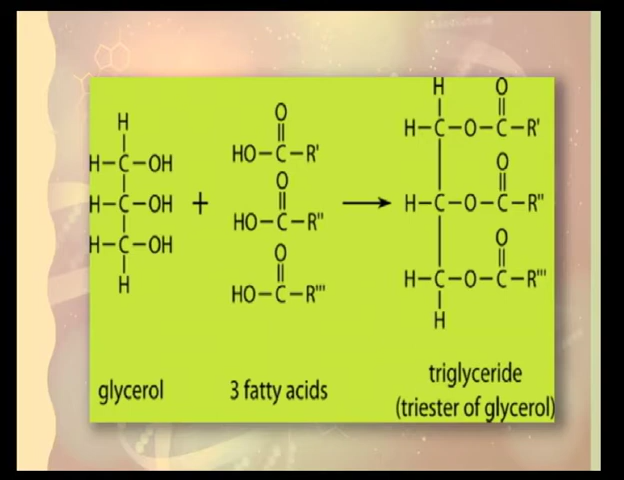 H
H-C-OH
H-C-OH
H-C-OH
H
+
O
HO-C-R'
O
HO-C-R"
O
HO-C-R'''
H O
H-C-O-C-R'
O
H-C-O-C-R"
O
H-C-O-C-R'''
H
glycerol
3 fatty acids
triglyceride
(triester of glycerol)